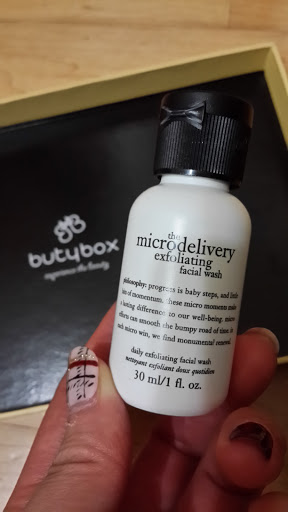 butybox
experience the beauty
the
microdelivery
exfoliating
facial wash
philosophy: progress is baby steps, and little
of momentum. these micro moments make
a lasting difference to our well-being. micro
efforts can smooth the bumpy road of time. in
each micro win, we find monumental renewal.
daily exfoliating facial wash
nettoyant exfoliant doux quotidien
30 ml/1 fl. oz.